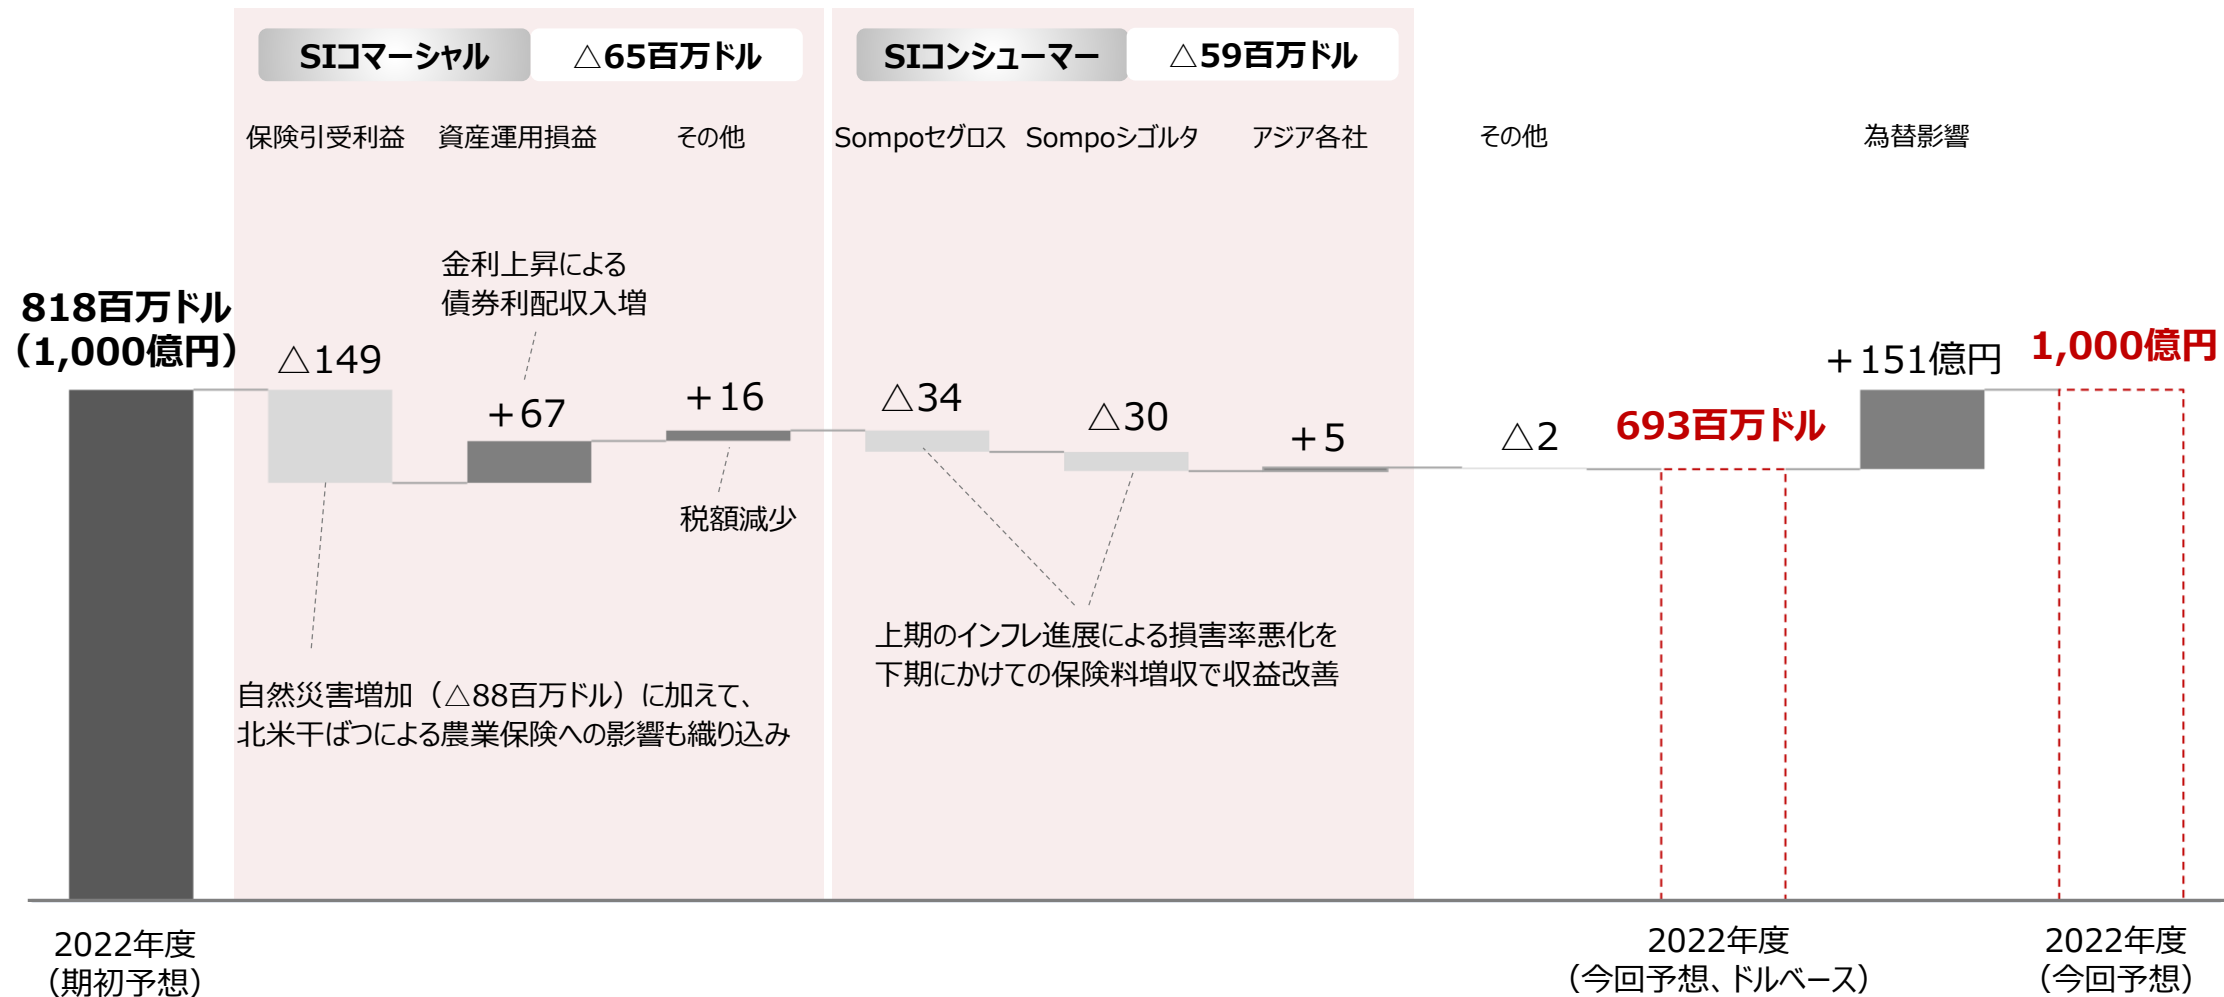 SIコマーシャル △65百万ドル
SIコンシューマー △59百万ドル
保険引受利益 資産運用損益 その他 Sompoセグロス Sompoシゴルタ アジア各社 その他 為替影響
818百万ドル
（1,000億円）
△149
金利上昇による
債券利配収入増
＋67
＋16
税額減少
△34
△30
＋5
△2
693百万ドル
＋151億円
1,000億円
自然災害増加（△88百万ドル）に加えて、
北米干ばつによる農業保険への影響も織り込み
上期のインフレ進展による損害率悪化を
下期にかけての保険料増収で収益改善
2022年度
（期初予想）
2022年度
（今回予想、ドルベース）
2022年度
（今回予想）